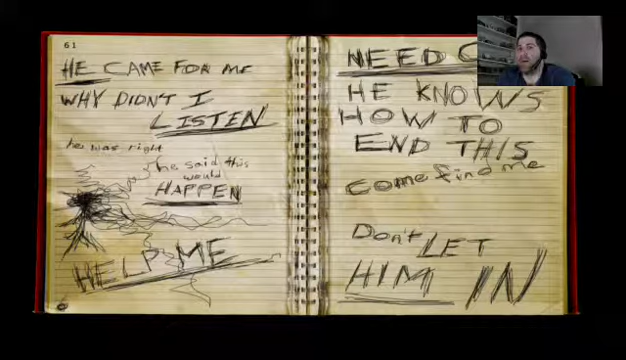 61
HE CAME FOR ME
WHY DIDN'T I
LISTEN
he was right
he said this
would
HAPPEN
HELP ME
NEED
HE KNOWS
HOW TO
END THIS
come find me
Don't LET
HIM IN